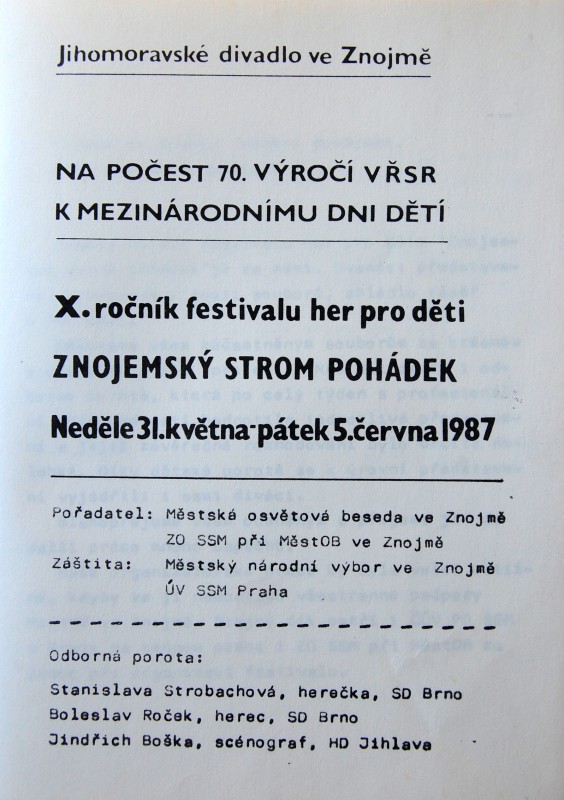 Jihomoravské divadlo ve Znojmě
NA POČEST 70. VÝROČÍ VŘSR
K MEZINÁRODNÍMU DNI DĚTÍ
X. ročník festivalu her pro děti
ZNOJEMSKÝ STROM POHÁDEK
Neděle 31. května-pátek 5. června 1987
Pořadatel: Městská osvětová beseda ve Znojmě
ZO SSM při MěstOB ve Znojmě
Záštita: Městský národní výbor ve Znojmě
ÚV SSM Praha
Odborná porota:
Stanislava Strobachová, herečka, SD Brno
Boleslav Roček, herec, SD Brno
Jindřich Boška, scénograf, HD Jihlava